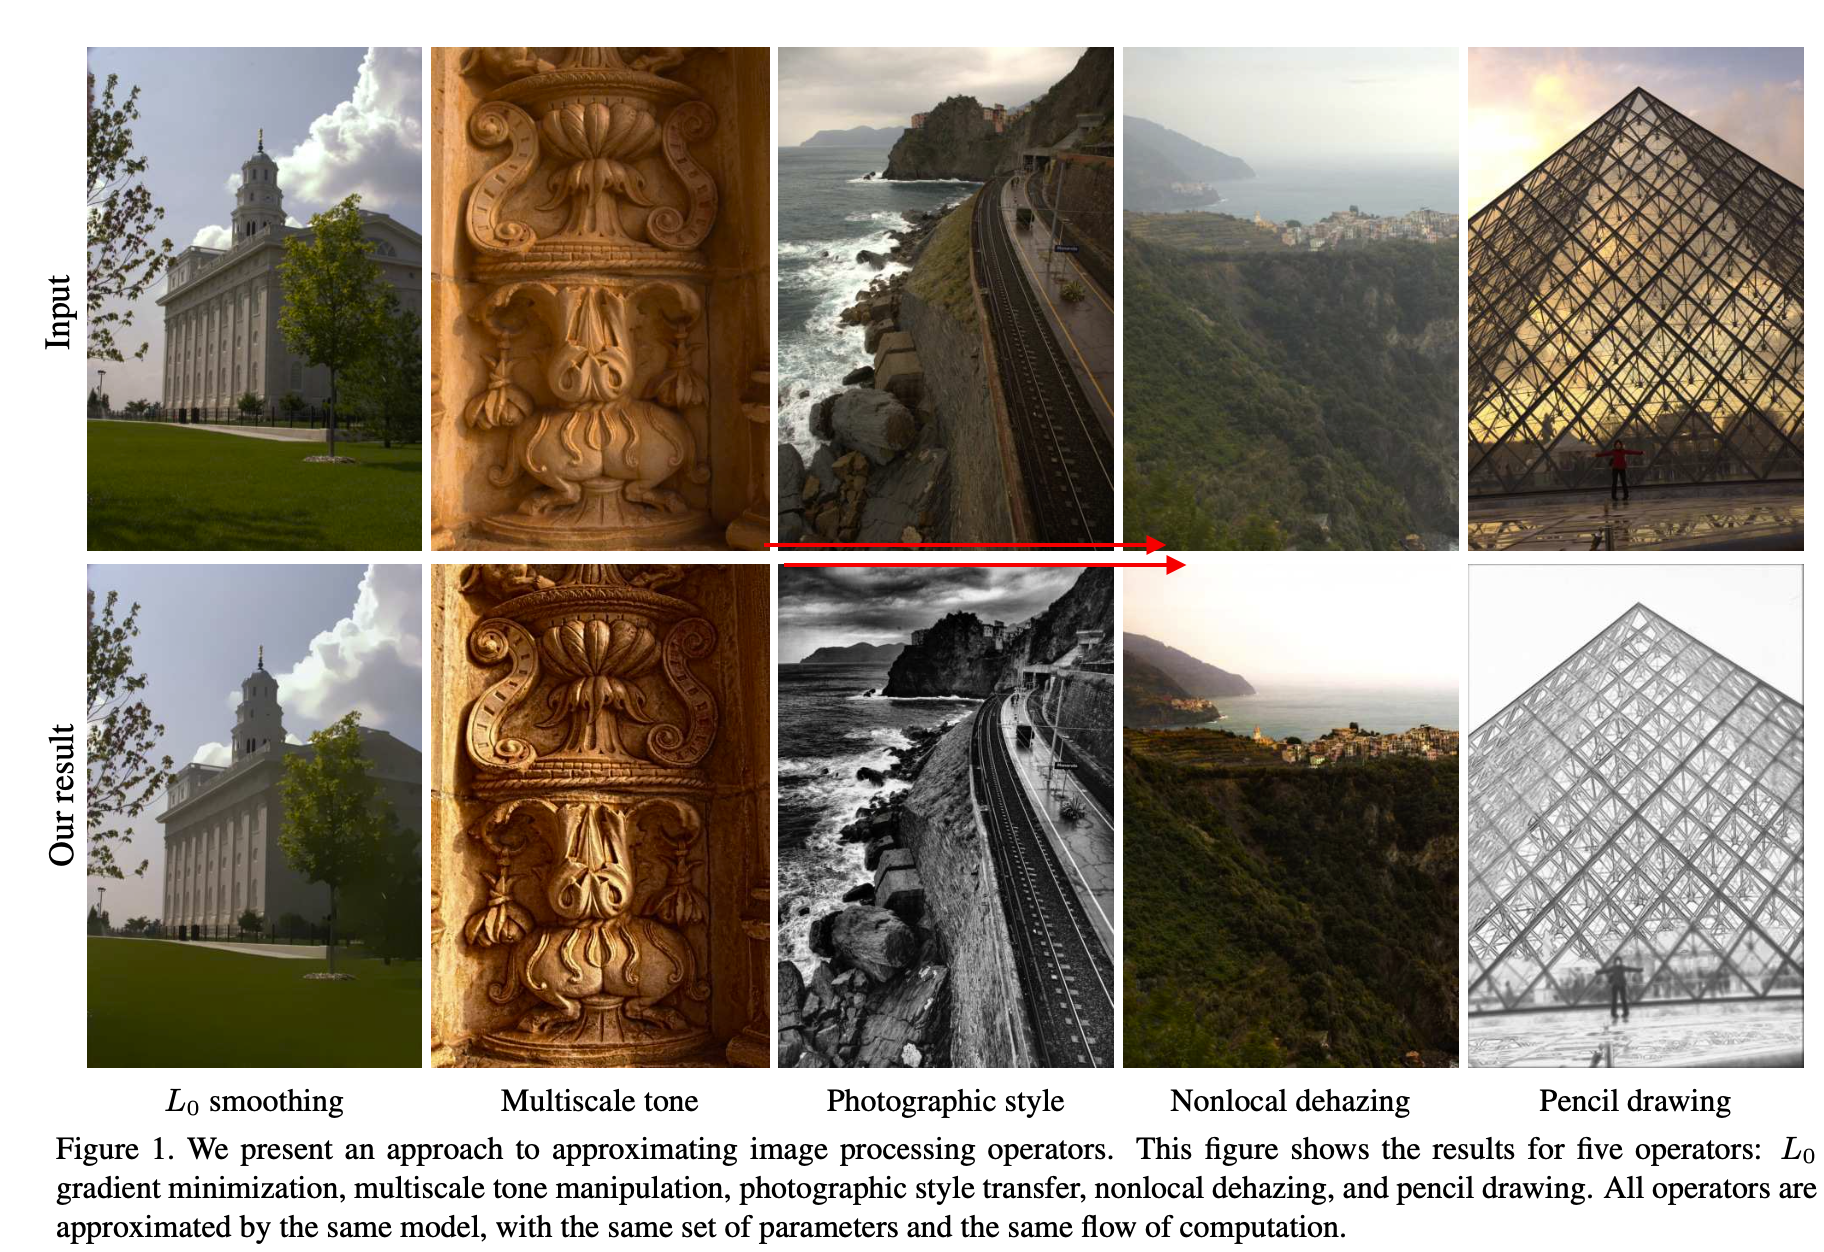 Input
Our result
L₀ smoothing
Multiscale tone
Photographic style
Nonlocal dehazing
Pencil drawing
Figure 1. We present an approach to approximating image processing operators. This figure shows the results for five operators: L₀
gradient minimization, multiscale tone manipulation, photographic style transfer, nonlocal dehazing, and pencil drawing. All operators are
approximated by the same model, with the same set of parameters and the same flow of computation.